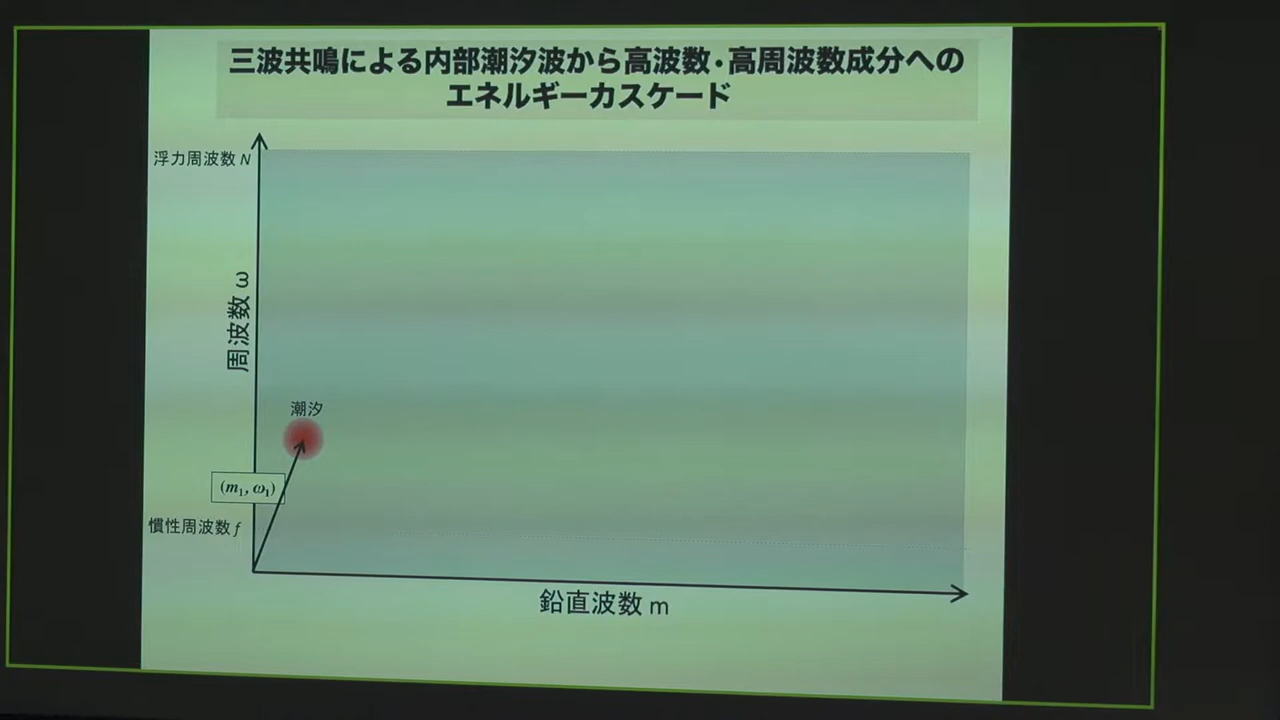 三波共鳴による内部潮汐波から高波数・高周波数成分への
エネルギーカスケード
浮力周波数 N
周波数 ω
潮汐
(m₁, ω₁)
慣性周波数 f
鉛直波数 m